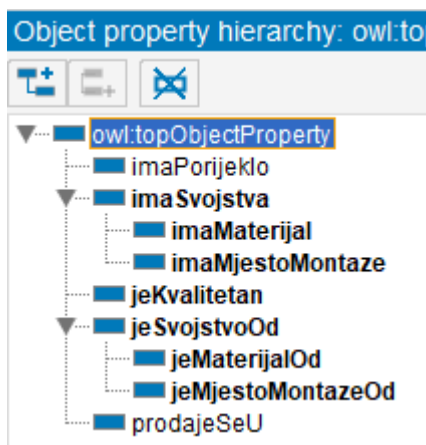 Object property hierarchy: owl:to
owl:topObjectProperty
imaPorijeklo
imaSvojstva
imaMaterijal
imaMjestoMontaze
jeKvalitetan
jeSvojstvoOd
jeMaterijalOd
jeMjestoMontazeOd
prodajeSeU